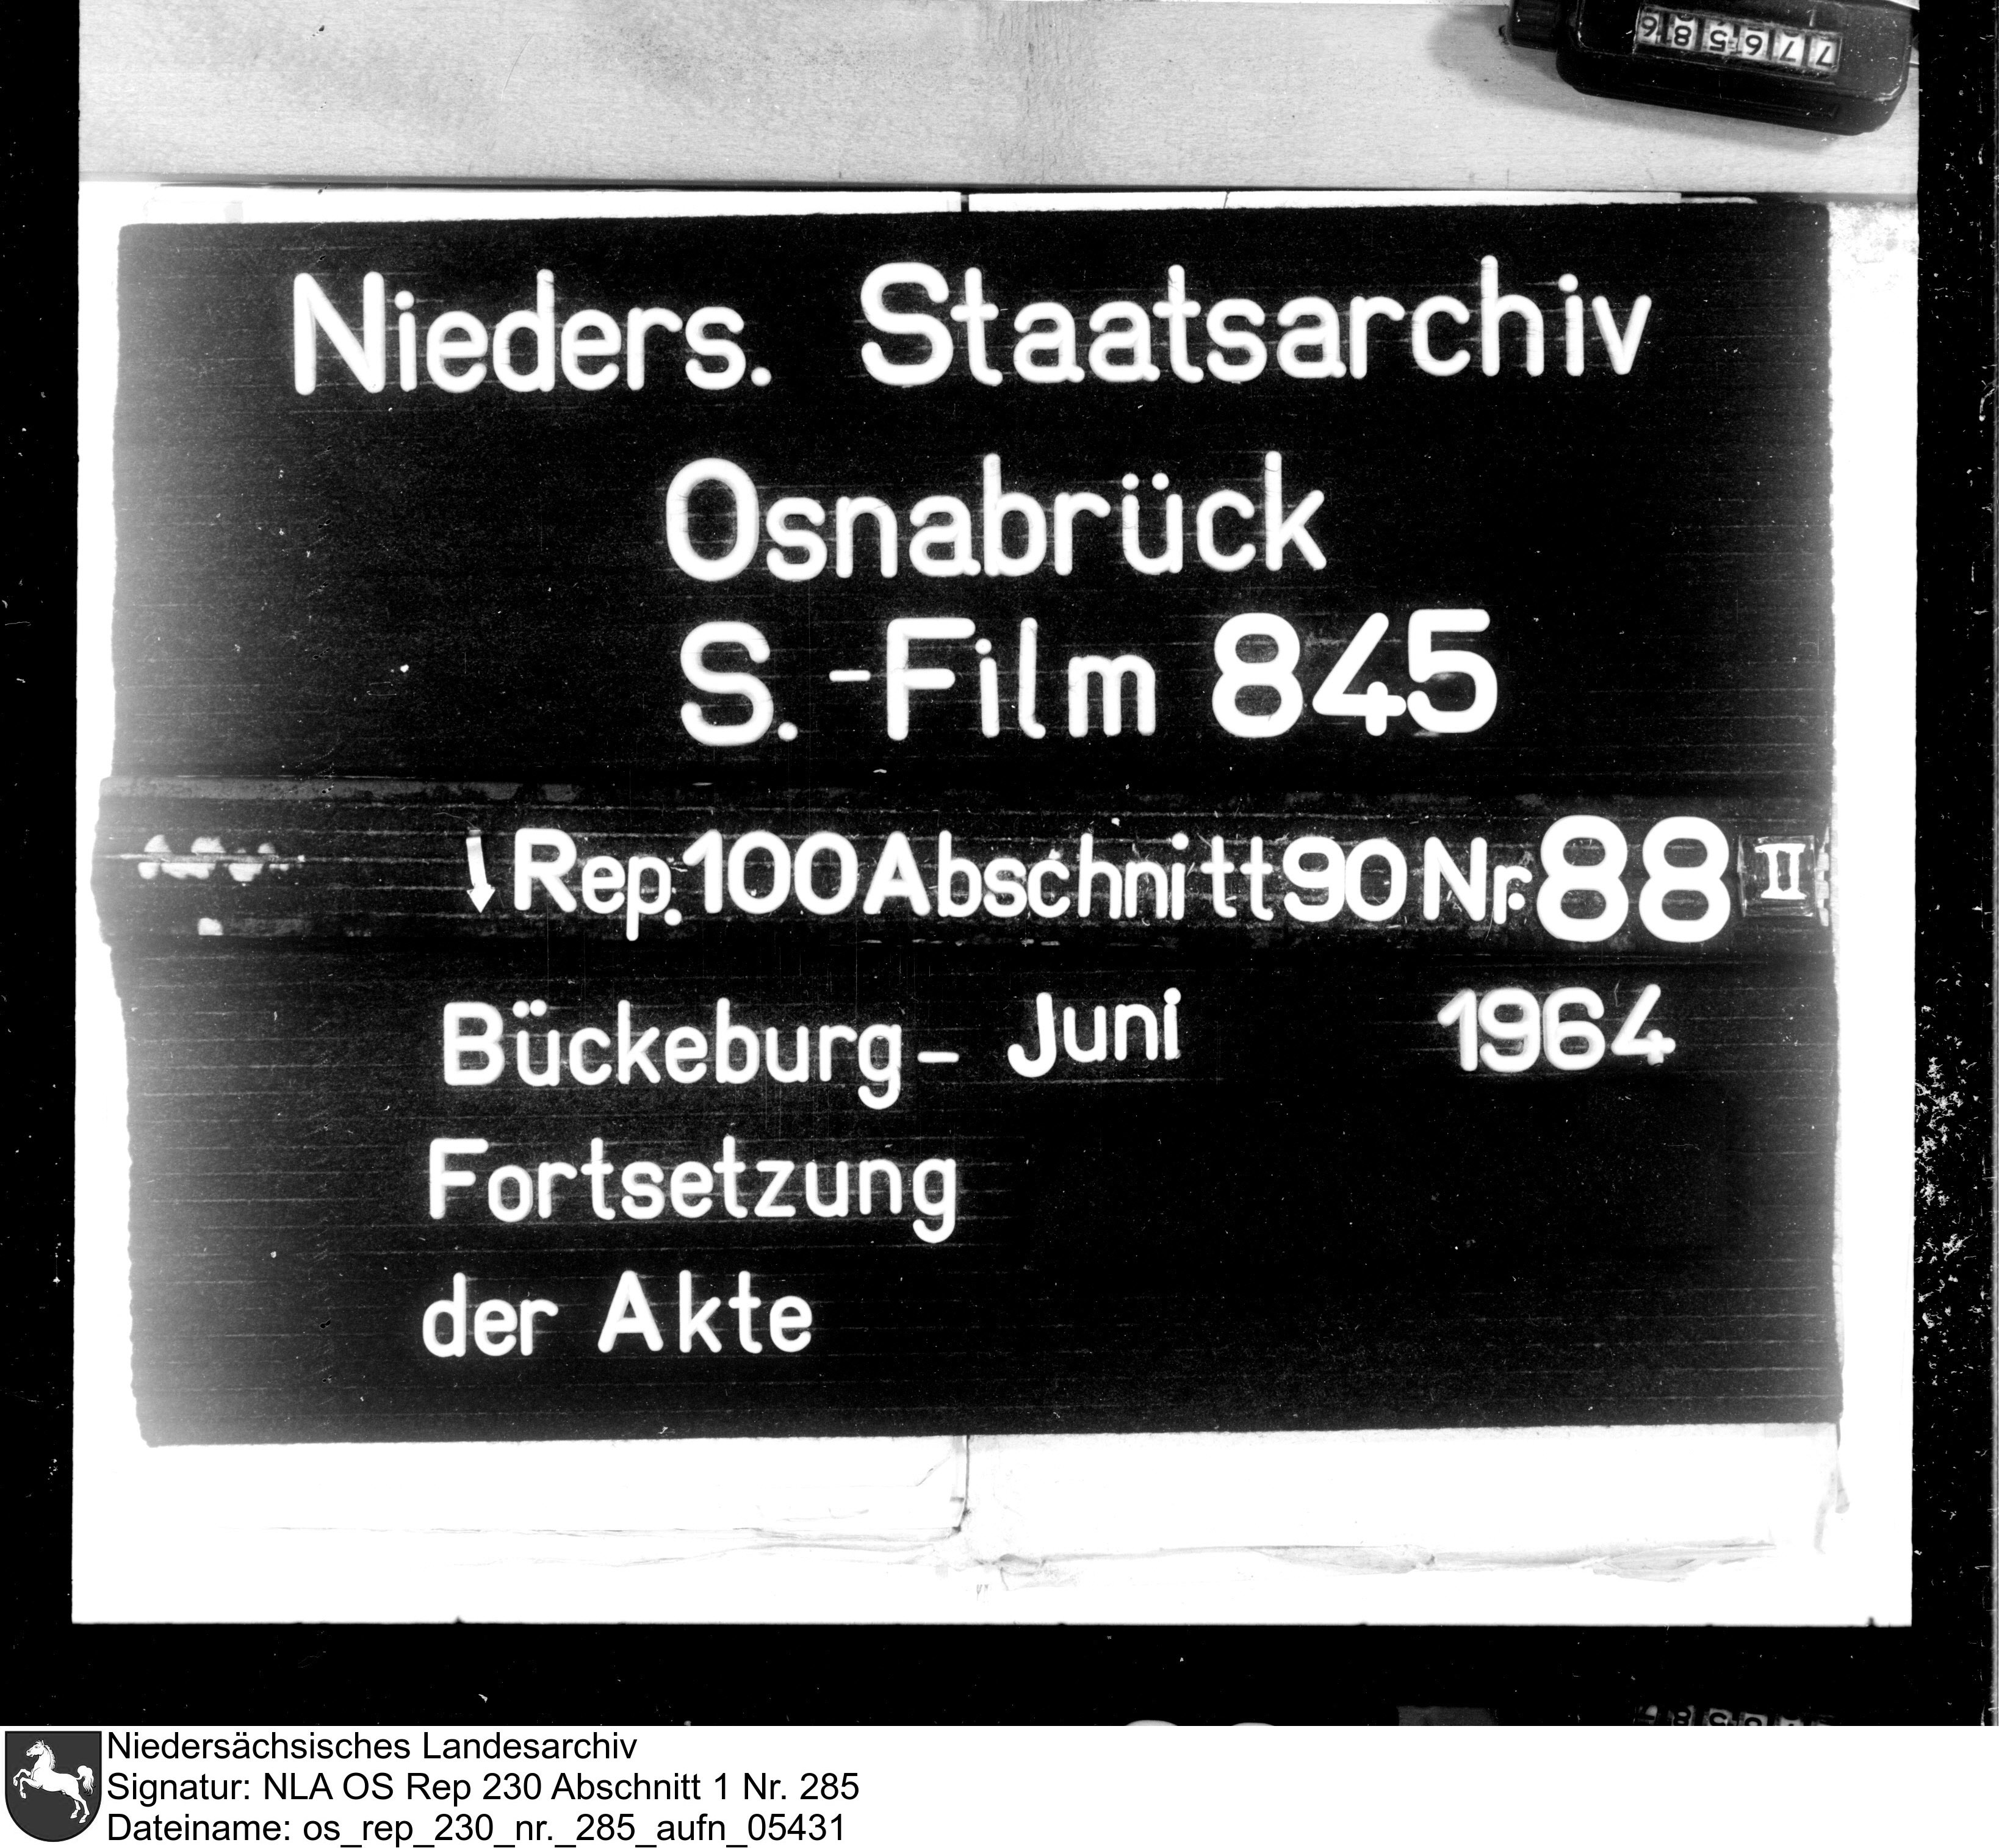 776586
Nieders. Staatsarchiv
Osnabrück
S.-Film 845
↓ Rep. 100 Abschnitt 90 Nr. 88 II
Bückeburg- Juni 1964
Fortsetzung
der Akte
Niedersächsisches Landesarchiv
Signatur: NLA OS Rep 230 Abschnitt 1 Nr. 285
Dateiname: os_rep_230_nr._285_aufn_05431